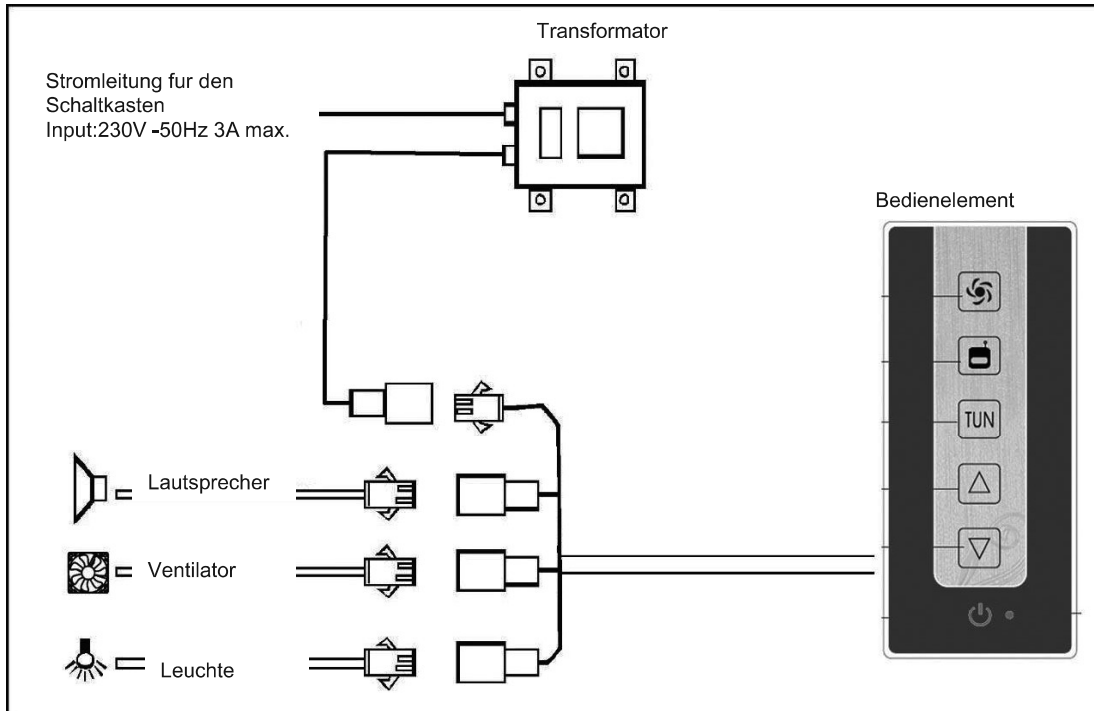 Transformator
Stromleitung fur den
Schaltkasten
Input:230V -50Hz 3A max.
Bedienelement
TUN
Lautsprecher
Ventilator
Leuchte